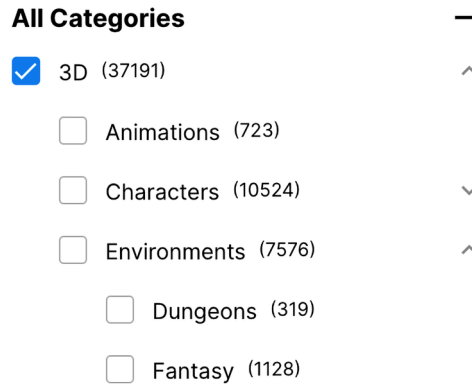 All Categories
3D (37191)
Animations (723)
Characters (10524)
Environments (7576)
Dungeons (319)
Fantasy (1128)